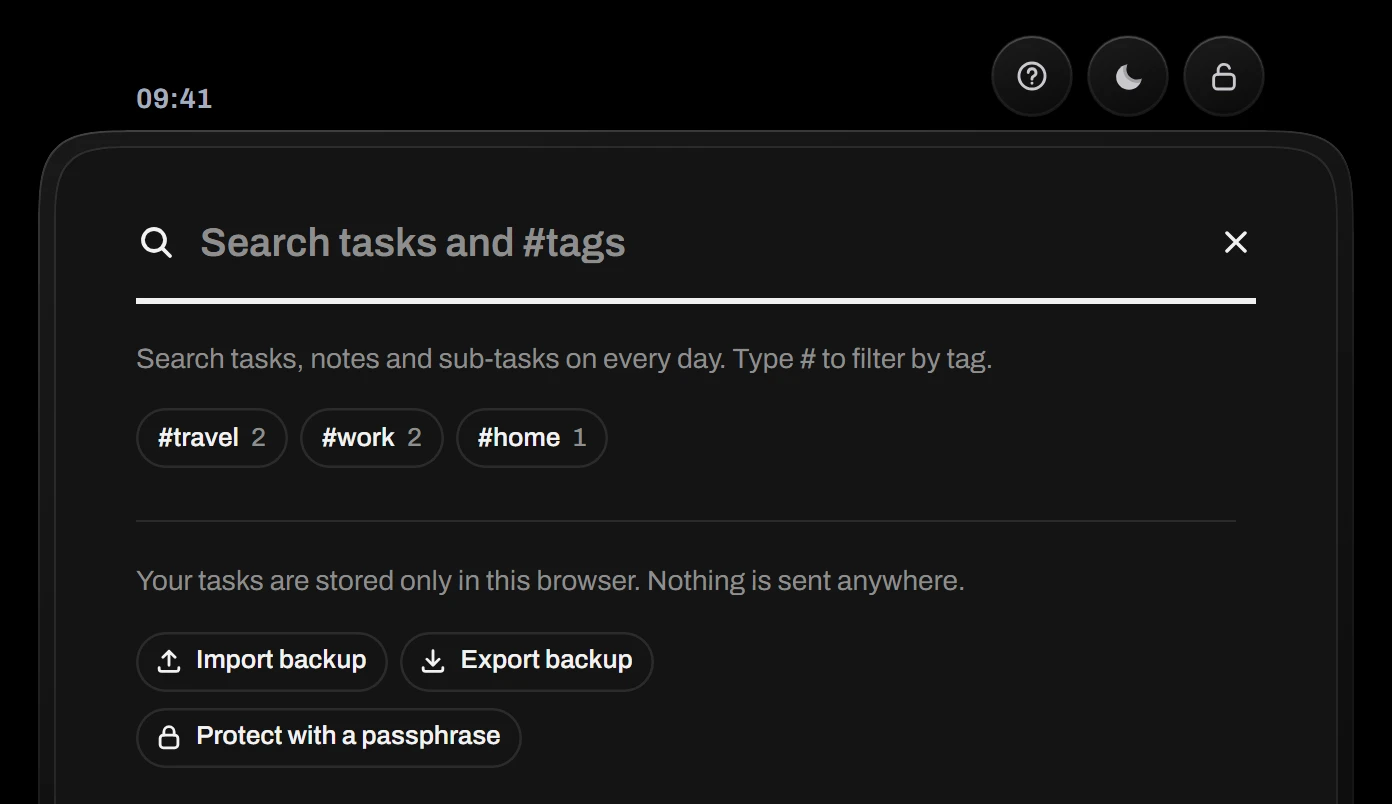 09:41
Search tasks and #tags
Search tasks, notes and sub-tasks on every day. Type # to filter by tag.
#travel 2 #work 2 #home 1
Your tasks are stored only in this browser. Nothing is sent anywhere.
Import backup Export backup
Protect with a passphrase